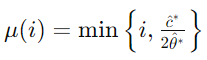 μ(i) = min { i, ĉ* / 2θ̂* }